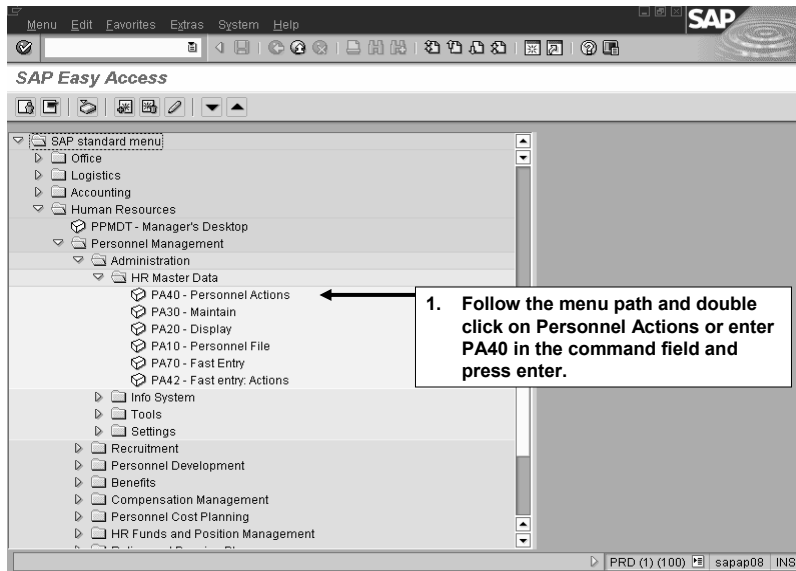 Menu Edit Favorites Extras System Help
SAP
SAP Easy Access
SAP standard menu
Office
Logistics
Accounting
Human Resources
PPMDT - Manager's Desktop
Personnel Management
Administration
HR Master Data
PA40 - Personnel Actions
PA30 - Maintain
PA20 - Display
PA10 - Personnel File
PA70 - Fast Entry
PA42 - Fast entry: Actions
Info System
Tools
Settings
Recruitment
Personnel Development
Benefits
Compensation Management
Personnel Cost Planning
HR Funds and Position Management
1. Follow the menu path and double
click on Personnel Actions or enter
PA40 in the command field and
press enter.
PRD (1) (100) sapap08 INS